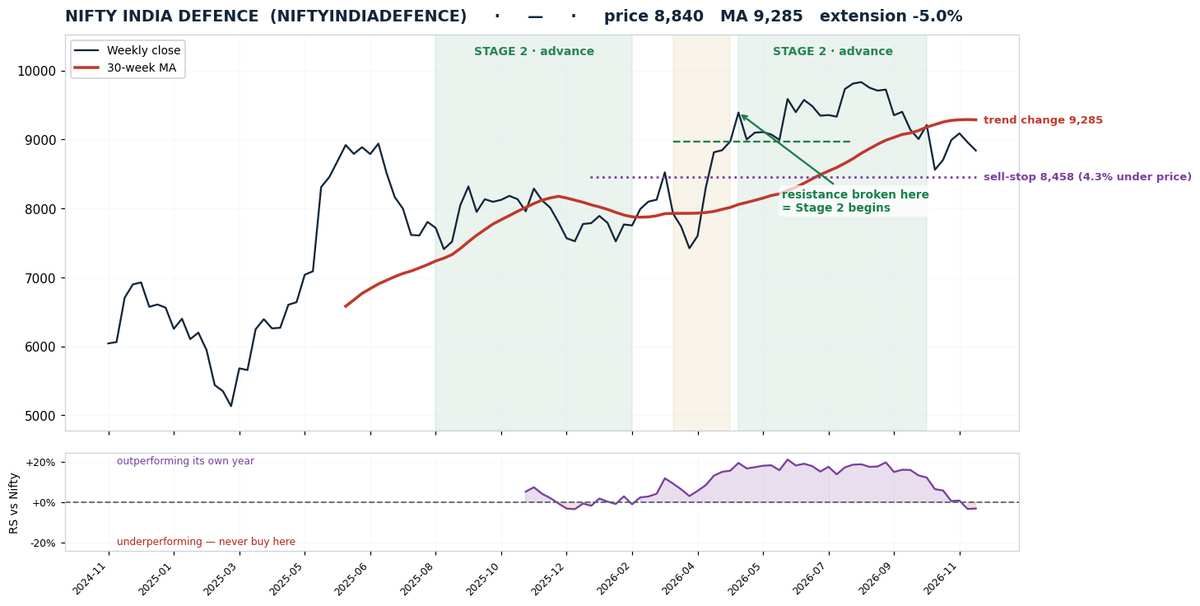 NIFTY INDIA DEFENCE (NIFTYINDIADEFENCE) · — · price 8,840 MA 9,285 extension -5.0%
Weekly close
30-week MA
STAGE 2 · advance
STAGE 2 · advance
10000
9000
8000
7000
6000
5000
trend change 9,285
sell-stop 8,458 (4.3% under price)
resistance broken here
= Stage 2 begins
RS vs Nifty
+20%
+0%
-20%
outperforming its own year
underperforming — never buy here
2024-11
2025-01
2025-03
2025-05
2025-06
2025-08
2025-10
2025-12
2026-02
2026-04
2026-05
2026-07
2026-09
2026-11